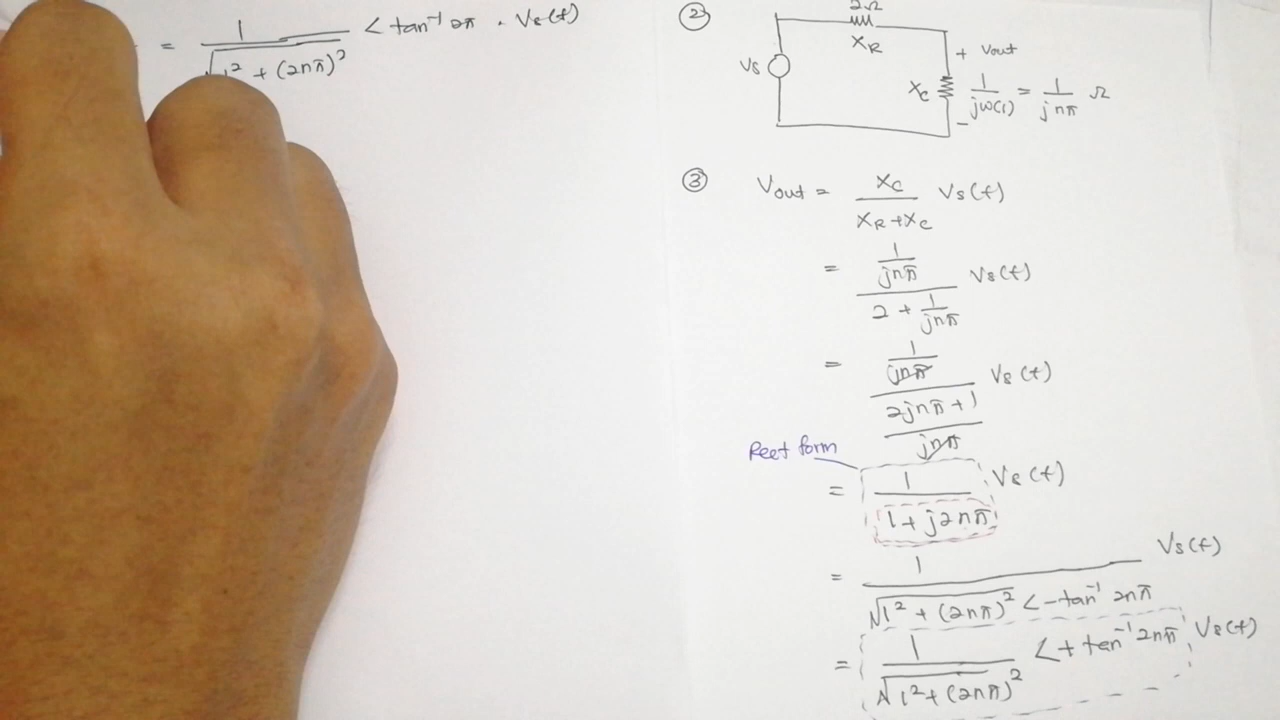 = 1/√(1² + (2nπ)²) < tan⁻¹ 2π . Vs(t)
② 2Ω
X_R
Vs
+ Vout
X_C 1/jω(1) = 1/jnπ Ω
-
③ Vout = X_C/(X_R+X_C) Vs(t)
= (1/jnπ)/(2 + 1/jnπ) Vs(t)
= (1/jnπ)/((2jnπ+1)/jnπ) Vs(t)
Rect form
= 1/(1+j2nπ) Vs(t)
= 1/(√(1² + (2nπ)²) < -tan⁻¹ 2nπ) Vs(t)
= 1/√(1²+(2nπ)²) < + tan⁻¹ 2nπ Vs(t)